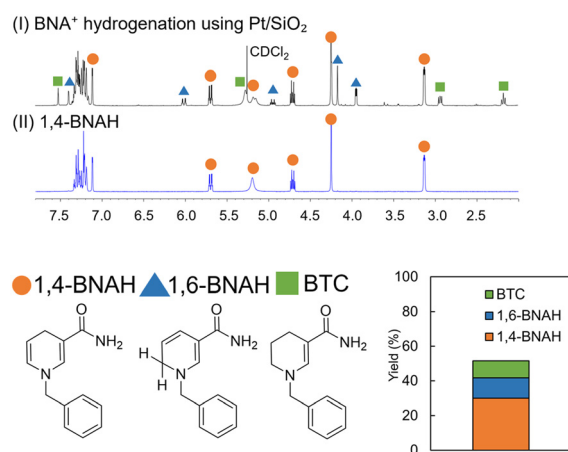 (I) BNA⁺ hydrogenation using Pt/SiO₂
CDCl₂
(II) 1,4-BNAH
7.5 7.0 6.5 6.0 5.5 5.0 4.5 4.0 3.5 3.0 2.5
1,4-BNAH 1,6-BNAH BTC
O
NH₂
N
H
H
O
NH₂
N
O
NH₂
N
Yield (%)
100
80
60
40
20
0
BTC
1,6-BNAH
1,4-BNAH